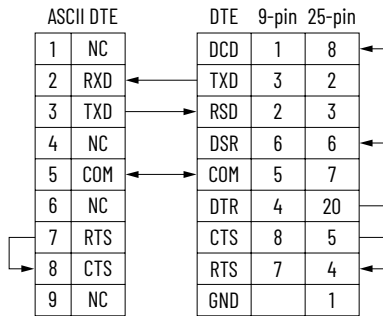 ASCII DTE DTE 9-pin 25-pin
1 NC DCD 1 8
2 RXD TXD 3 2
3 TXD RSD 2 3
4 NC DSR 6 6
5 COM COM 5 7
6 NC DTR 4 20
7 RTS CTS 8 5
8 CTS RTS 7 4
9 NC GND 1